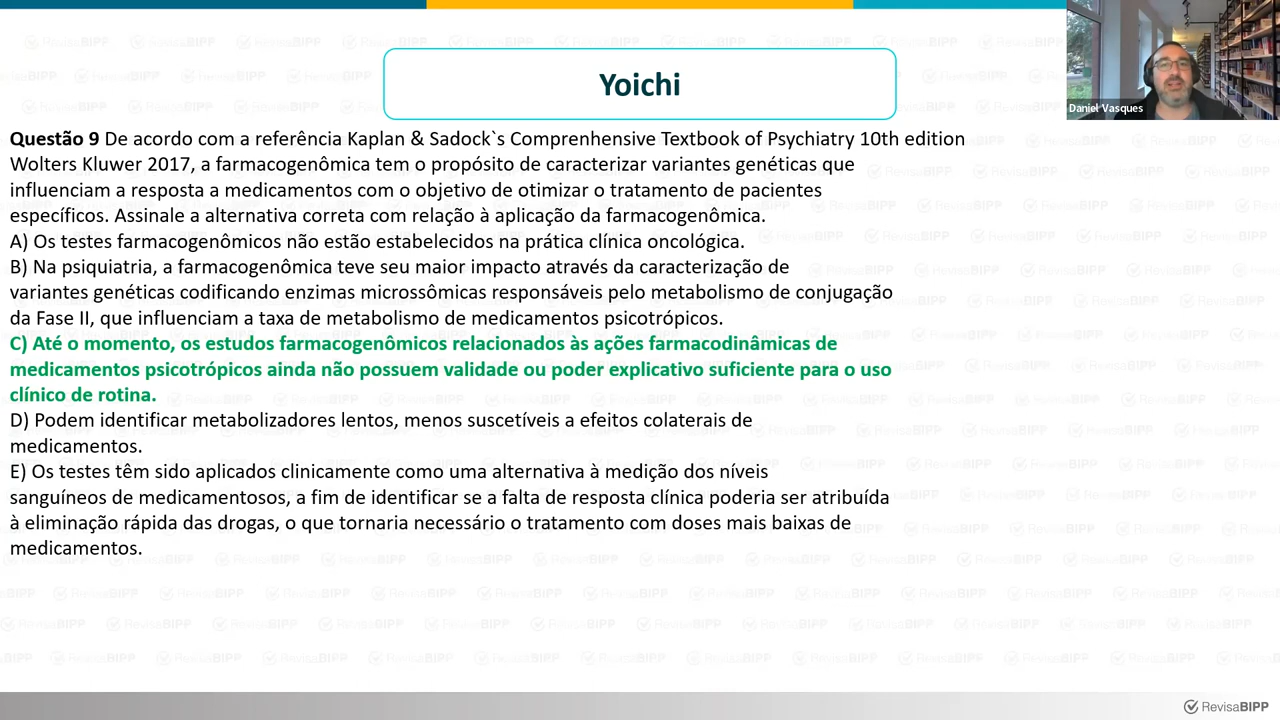 Yoichi
Daniel Vasques
Questão 9 De acordo com a referência Kaplan & Sadock`s Comprenhensive Textbook of Psychiatry 10th edition
Wolters Kluwer 2017, a farmacogenômica tem o propósito de caracterizar variantes genéticas que
influenciam a resposta a medicamentos com o objetivo de otimizar o tratamento de pacientes
específicos. Assinale a alternativa correta com relação à aplicação da farmacogenômica.
A) Os testes farmacogenômicos não estão estabelecidos na prática clínica oncológica.
B) Na psiquiatria, a farmacogenômica teve seu maior impacto através da caracterização de
variantes genéticas codificando enzimas microssômicas responsáveis pelo metabolismo de conjugação
da Fase II, que influenciam a taxa de metabolismo de medicamentos psicotrópicos.
C) Até o momento, os estudos farmacogenômicos relacionados às ações farmacodinâmicas de
medicamentos psicotrópicos ainda não possuem validade ou poder explicativo suficiente para o uso
clínico de rotina.
D) Podem identificar metabolizadores lentos, menos suscetíveis a efeitos colaterais de
medicamentos.
E) Os testes têm sido aplicados clinicamente comouma alternativa à medição dos níveis
sanguíneos de medicamentosos, a fim de identificar se a falta de resposta clínica poderia ser atribuída
à eliminação rápida das drogas, o que tornaria necessário o tratamento com doses mais baixas de
medicamentos.
RevisaBIPP